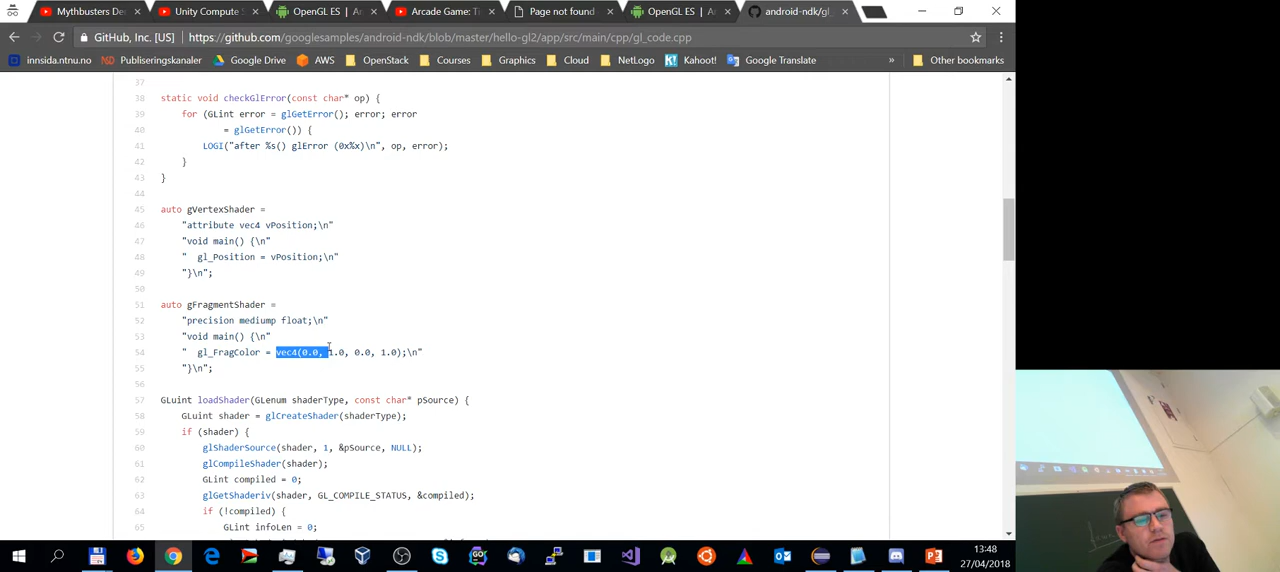 Mythbusters Des
Unity Compute S
OpenGL ES | A
Arcade Game: T
Page not found
OpenGL ES | A
android-ndk/gl_
GitHub, Inc. [US] https://github.com/googlesamples/android-ndk/blob/master/hello-gl2/app/src/main/cpp/gl_code.cpp
innsida.ntnu.no Publiseringskanaler Google Drive AWS OpenStack Courses Graphics Cloud NetLogo Kahoot! Google Translate » Other bookmarks
37
38 static void checkGlError(const char* op) {
39 for (GLint error = glGetError(); error; error
40 = glGetError()) {
41 LOGI("after %s() glError (0x%x)\n", op, error);
42 }
43 }
44
45 auto gVertexShader =
46 "attribute vec4 vPosition;\n"
47 "void main() {\n"
48 " gl_Position = vPosition;\n"
49 "}\n";
50
51 auto gFragmentShader =
52 "precision mediump float;\n"
53 "void main() {\n"
54 " gl_FragColor = vec4(0.0, 1.0, 0.0, 1.0);\n"
55 "}\n";
56
57 GLuint loadShader(GLenum shaderType, const char* pSource) {
58 GLuint shader = glCreateShader(shaderType);
59 if (shader) {
60 glShaderSource(shader, 1, &pSource, NULL);
61 glCompileShader(shader);
62 GLint compiled = 0;
63 glGetShaderiv(shader, GL_COMPILE_STATUS, &compiled);
64 if (!compiled) {
65 GLint infoLen = 0;
13:48
27/04/2018